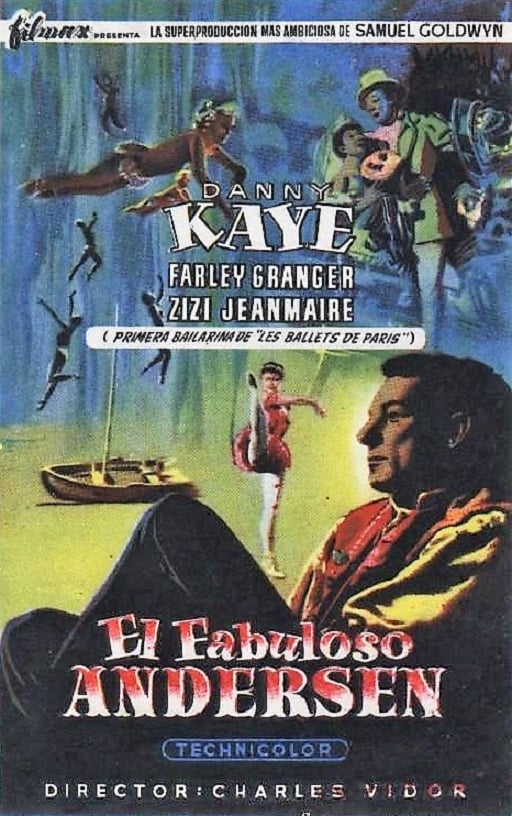 filmax PRESENTA LA SUPERPRODUCCION MAS AMBICIOSA DE SAMUEL GOLDWYN
DANNY
KAYE
FARLEY GRANGER
ZIZI JEANMAIRE
( PRIMERA BAILARINA DE "LES BALLETS DE PARIS")
El Fabuloso
ANDERSEN
TECHNICOLOR
DIRECTOR: CHARLES VIDOR